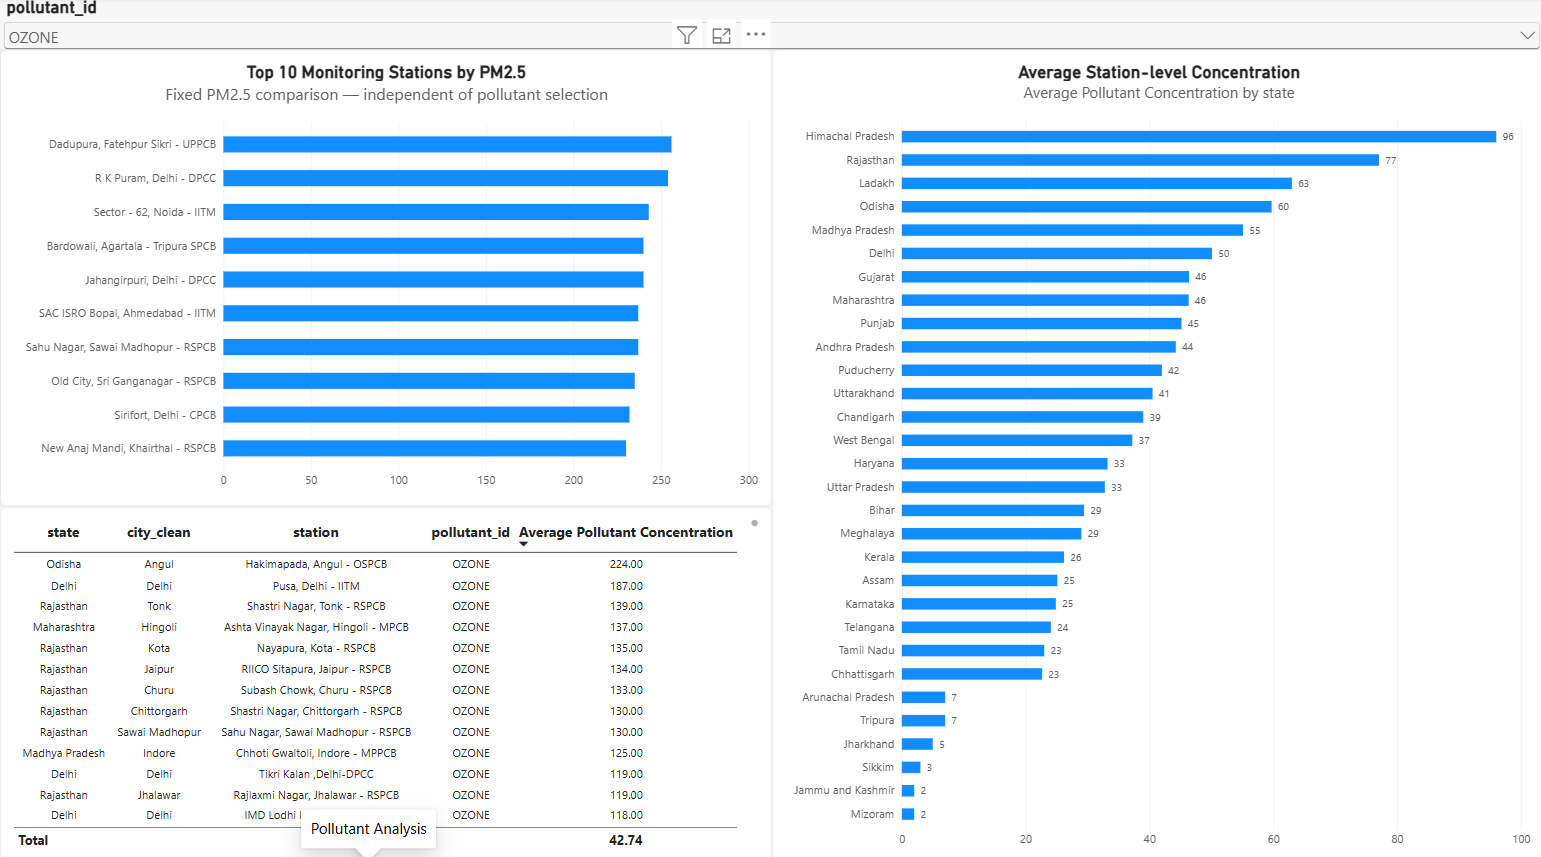 pollutant_id
OZONE
Top 10 Monitoring Stations by PM2.5
Fixed PM2.5 comparison — independent of pollutant selection
Dadupura, Fatehpur Sikri - UPPCB
R K Puram, Delhi - DPCC
Sector - 62, Noida - IITM
Bardowali, Agartala - Tripura SPCB
Jahangirpuri, Delhi - DPCC
SAC ISRO Bopal, Ahmedabad - IITM
Sahu Nagar, Sawai Madhopur - RSPCB
Old City, Sri Ganganagar - RSPCB
Sirifort, Delhi - CPCB
New Anaj Mandi, Khairthal - RSPCB
0 50 100 150 200 250 300
state city_clean station pollutant_id Average Pollutant Concentration
Odisha Angul Hakimapada, Angul - OSPCB OZONE 224.00
Delhi Delhi Pusa, Delhi - IITM OZONE 187.00
Rajasthan Tonk Shastri Nagar, Tonk - RSPCB OZONE 139.00
Maharashtra Hingoli Ashta Vinayak Nagar, Hingoli - MPCB OZONE 137.00
Rajasthan Kota Nayapura, Kota - RSPCB OZONE 135.00
Rajasthan Jaipur RIICO Sitapura, Jaipur - RSPCB OZONE 134.00
Rajasthan Churu Subash Chowk, Churu - RSPCB OZONE 133.00
Rajasthan Chittorgarh Shastri Nagar, Chittorgarh - RSPCB OZONE 130.00
Rajasthan Sawai Madhopur Sahu Nagar, Sawai Madhopur - RSPCB OZONE 130.00
Madhya Pradesh Indore Chhoti Gwaltoli, Indore - MPPCB OZONE 125.00
Delhi Delhi Tikri Kalan ,Delhi-DPCC OZONE 119.00
Rajasthan Jhalawar Rajlaxmi Nagar, Jhalawar - RSPCB OZONE 119.00
Delhi Delhi IMD Lodhi OZONE 118.00
Total 42.74
Pollutant Analysis
Average Station-level Concentration
Average Pollutant Concentration by state
Himachal Pradesh 96
Rajasthan 77
Ladakh 63
Odisha 60
Madhya Pradesh 55
Delhi 50
Gujarat 46
Maharashtra 46
Punjab 45
Andhra Pradesh 44
Puducherry 42
Uttarakhand 41
Chandigarh 39
West Bengal 37
Haryana 33
Uttar Pradesh 33
Bihar 29
Meghalaya 29
Kerala 26
Assam 25
Karnataka 25
Telangana 24
Tamil Nadu 23
Chhattisgarh 23
Arunachal Pradesh 7
Tripura 7
Jharkhand 5
Sikkim 3
Jammu and Kashmir 2
Mizoram 2
0 20 40 60 80 100